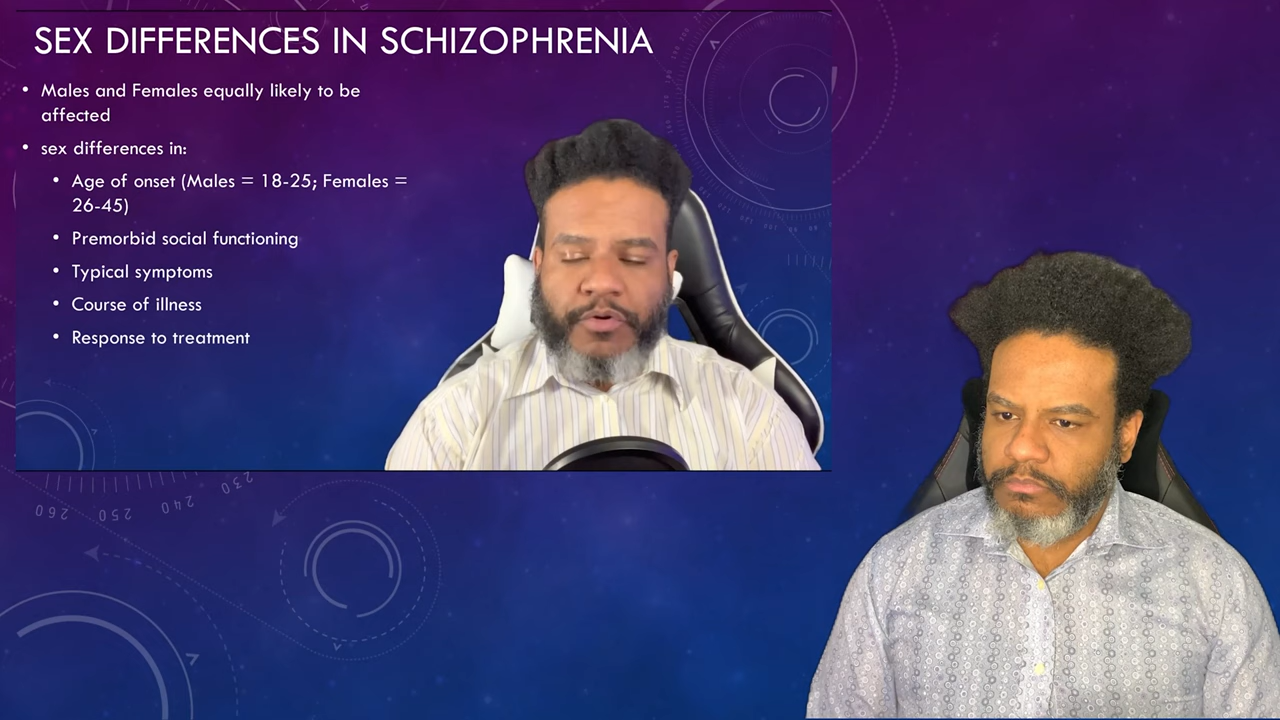 SEX DIFFERENCES IN SCHIZOPHRENIA
• Males and Females equally likely to be
affected
• sex differences in:
• Age of onset (Males = 18-25; Females =
26-45)
• Premorbid social functioning
• Typical symptoms
• Course of illness
• Response to treatment
260 250 240 230